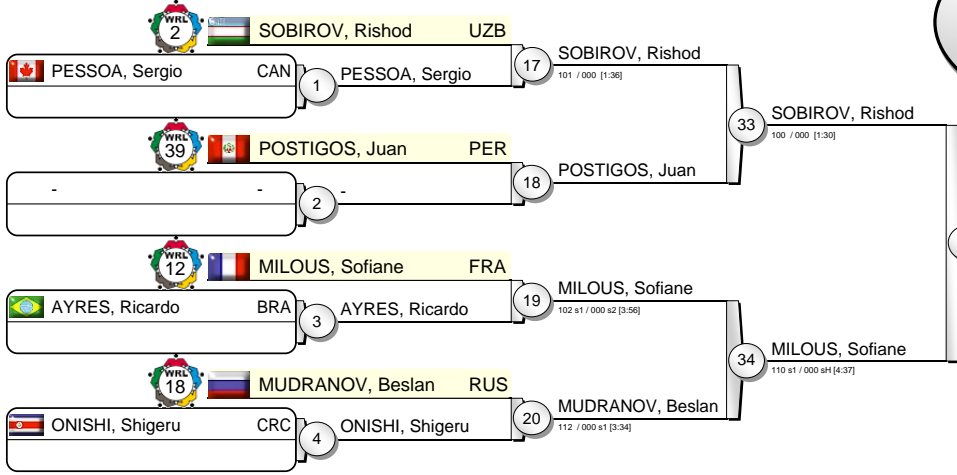 WRL
2
SOBIROV, Rishod UZB
PESSOA, Sergio CAN
1
PESSOA, Sergio
17
SOBIROV, Rishod
101 / 000 [1:36]
WRL
39
POSTIGOS, Juan PER
- -
2
-
18
POSTIGOS, Juan
33
SOBIROV, Rishod
100 / 000 [1:30]
WRL
12
MILOUS, Sofiane FRA
AYRES, Ricardo BRA
3
AYRES, Ricardo
19
MILOUS, Sofiane
102 s1 / 000 s2 [3:56]
WRL
18
MUDRANOV, Beslan RUS
ONISHI, Shigeru CRC
4
ONISHI, Shigeru
20
MUDRANOV, Beslan
112 / 000 s1 [3:34]
34
MILOUS, Sofiane
110 s1 / 000 sH [4:37]